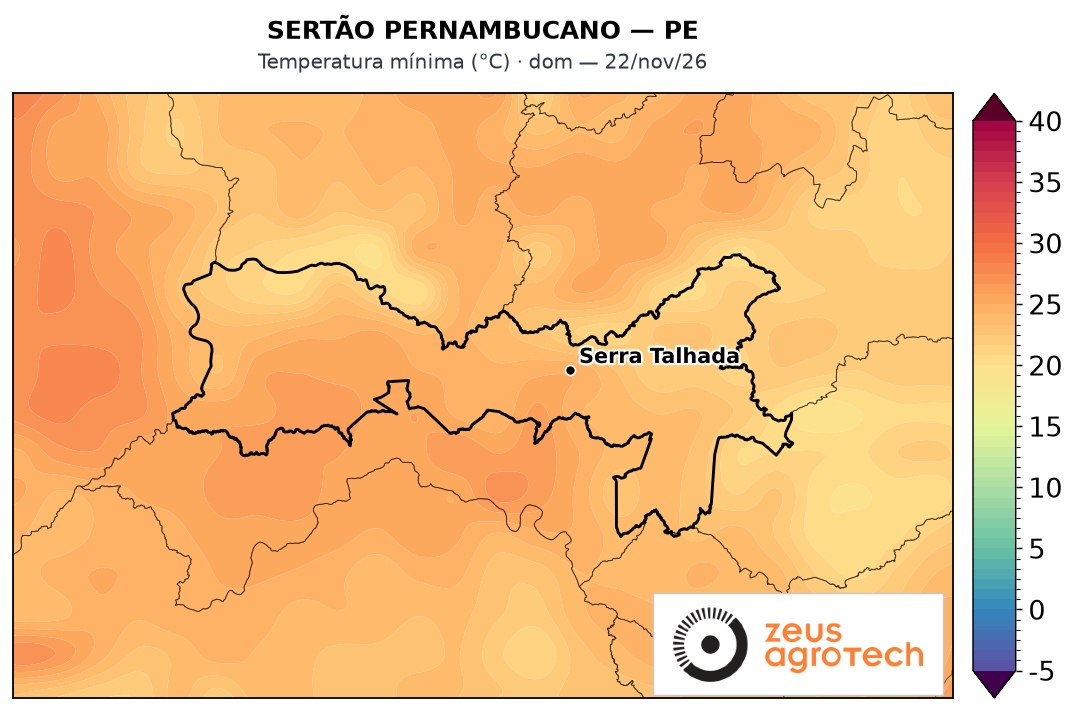 SERTÃO PERNAMBUCANO — PE
Temperatura mínima (°C) · dom — 22/nov/26
Serra Talhada
40
35
30
25
20
15
10
5
0
-5
zeus
agrotech